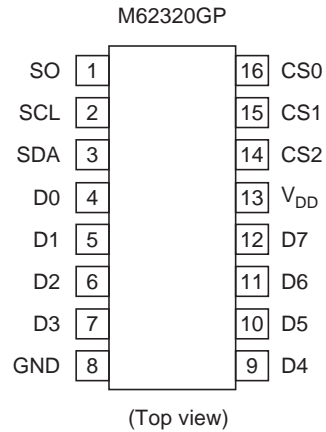 M62320GP
SO 1 16 CS0
SCL 2 15 CS1
SDA 3 14 CS2
D0 4 13 VDD
D1 5 12 D7
D2 6 11 D6
D3 7 10 D5
GND 8 9 D4
(Top view)